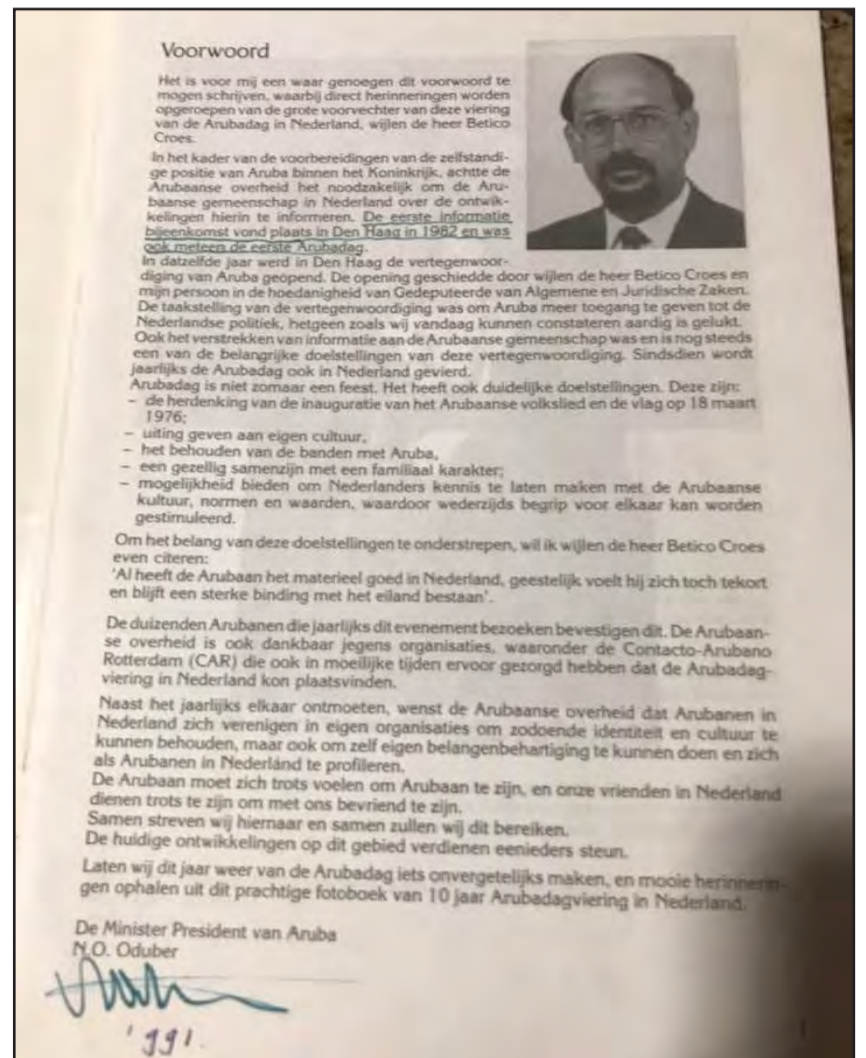 Voorwoord
Het is voor mij een waar genoegen dit voorwoord te
mogen schrijven, waarbij direct herinneringen worden
opgeroepen van de grote voorvechter van deze viering
van de Arubadag in Nederland, wijlen de heer Betico
Croes.
In het kader van de voorbereidingen van de zelfstandi-
ge positie van Aruba binnen het Koninkrijk, achtte de
Arubaanse overheid het noodzakelijk om de Aru-
baanse gemeenschap in Nederland over de ontwik-
kelingen hierin te informeren. De eerste informatie
bijeenkomst vond plaats in Den Haag in 1982 en was
ook meteen de eerste Arubadag.
In datzelfde jaar werd in Den Haag de vertegenwoor-
diging van Aruba geopend. De opening geschiedde door wijlen de heer Betico Croes en
mijn persoon in de hoedanigheid van Gedeputeerde van Algemene en Juridische Zaken.
De taakstelling van de vertegenwoordiging was om Aruba meer toegang te geven tot de
Nederlandse politiek, hetgeen zoals wij vandaag kunnen constateren aardig is gelukt.
Ook het verstrekken van informatie aan de Arubaanse gemeenschap was en is nog steeds
een van de belangrijke doelstellingen van deze vertegenwoordiging. Sindsdien wordt
jaarlijks de Arubadag ook in Nederland gevierd.
Arubadag is niet zomaar een feest. Het heeft ook duidelijke doelstellingen. Deze zijn:
– de herdenking van de inauguratie van het Arubaanse volkslied en de vlag op 18 maart
1976;
– uiting geven aan eigen cultuur,
– het behouden van de banden met Aruba,
– een gezellig samenzijn met een familiaal karakter;
– mogelijkheid bieden om Nederlanders kennis te laten maken met de Arubaanse
kultuur, normen en waarden, waardoor wederzijds begrip voor elkaar kan worden
gestimuleerd.
Om het belang van deze doelstellingen te onderstrepen, wil ik wijlen de heer Betico Croes
even citeren:
'Al heeft de Arubaan het materieel goed in Nederland, geestelijk voelt hij zich toch tekort
en blijft een sterke binding met het eiland bestaan'.
De duizenden Arubanen die jaarlijks dit evenement bezoeken bevestigen dit. De Arubaan-
se overheid is ook dankbaar jegens organisaties, waaronder de Contacto-Arubano
Rotterdam (CAR) die ook in moeilijke tijden ervoor gezorgd hebben dat de Arubadag-
viering in Nederland kon plaatsvinden.
Naast het jaarlijks elkaar ontmoeten, wenst de Arubaanse overheid dat Arubanen in
Nederland zich verenigen in eigen organisaties om zodoende identiteit en cultuur te
kunnen behouden, maar ook om zelf eigen belangenbehartiging te kunnen doen en zich
als Arubanen in Nederland te profileren.
De Arubaan moet zich trots voelen om Arubaan te zijn, en onze vrienden in Nederland
dienen trots te zijn om met ons bevriend te zijn.
Samen streven wij hiernaar en samen zullen wij dit bereiken.
De huidige ontwikkelingen op dit gebied verdienen eenieders steun.
Laten wij dit jaar weer van de Arubadag iets onvergetelijks maken, en mooie herinnerin-
gen ophalen uit dit prachtige fotoboek van 10 jaar Arubadagviering in Nederland.
De Minister President van Aruba
N.O. Oduber
'991.